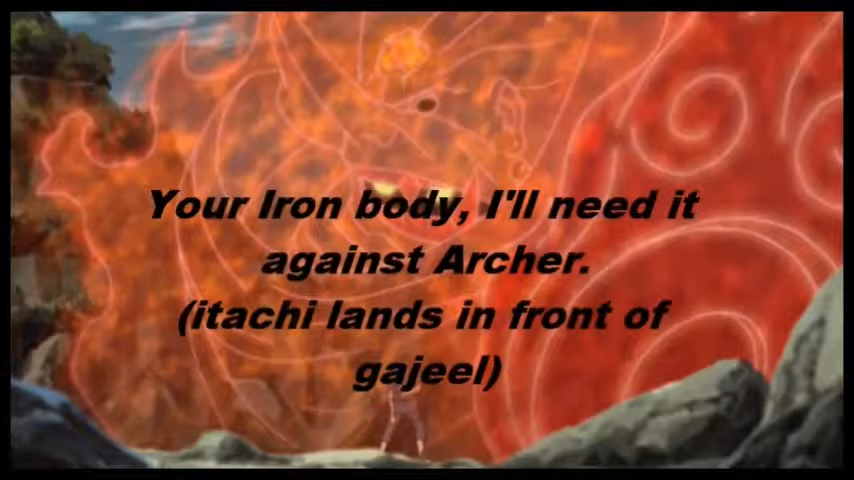 Your Iron body, I'll need it
against Archer.
(itachi lands in front of
gajeel)